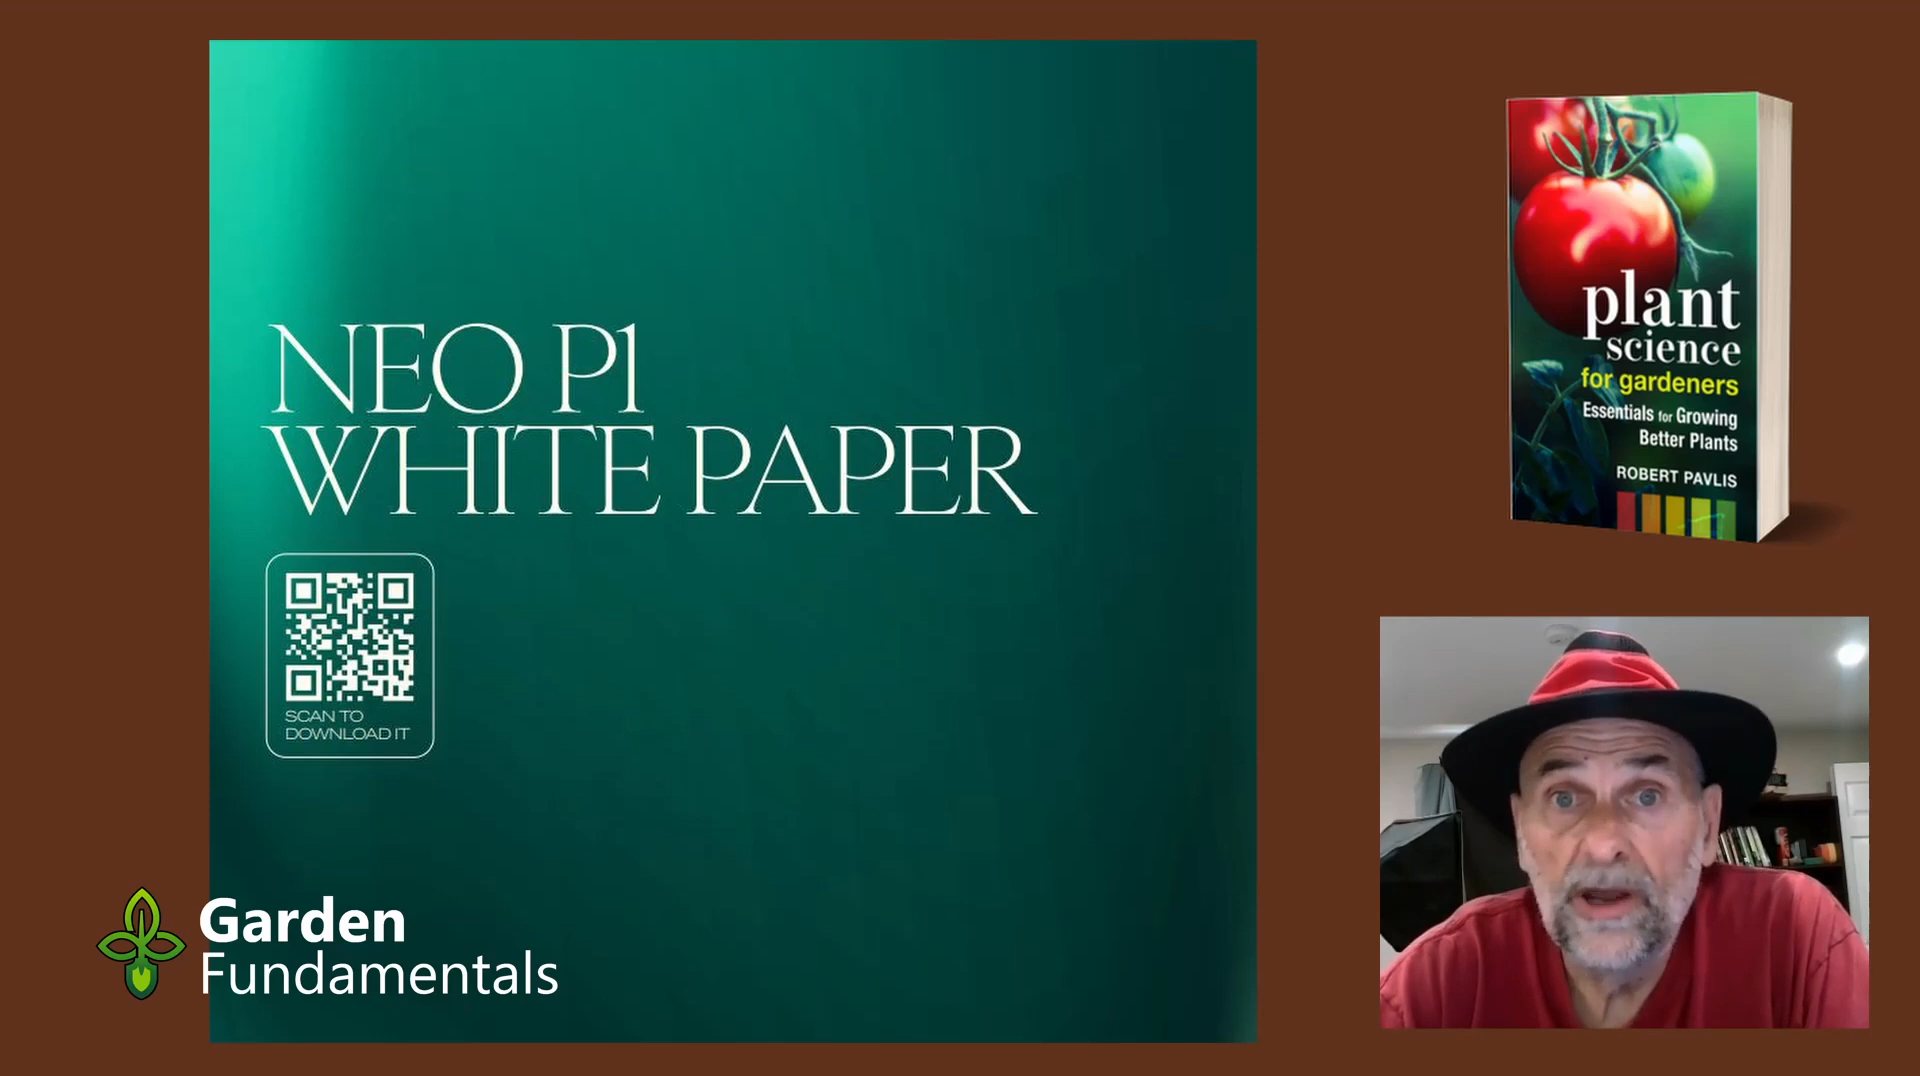 NEO P1
WHITE PAPER
SCAN TO
DOWNLOAD IT
Garden
Fundamentals
plant
science
for gardeners
Essentials for Growing
Better Plants
ROBERT PAVLIS